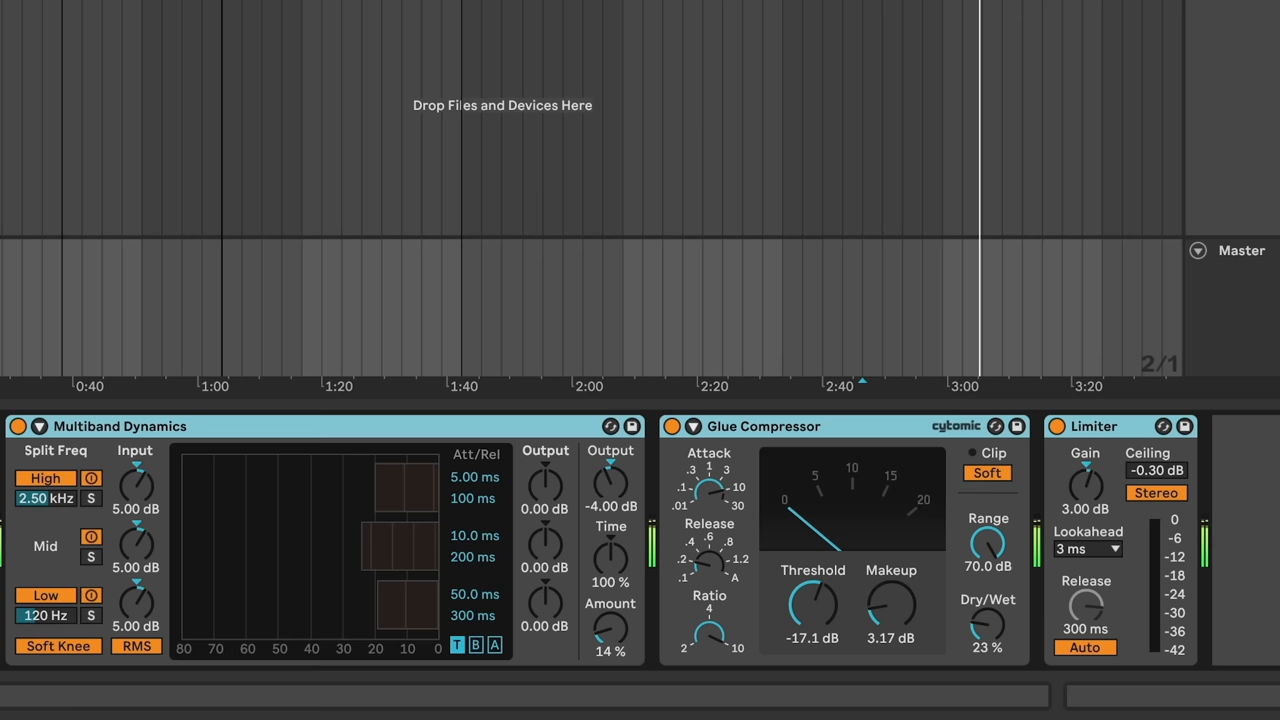 Drop Files and Devices Here
Master
2/1
0:40
1:00
1:20
1:40
2:00
2:20
2:40
3:00
3:20
Multiband Dynamics
Split Freq
Input
High
2.50 kHz
S
5.00 dB
Mid
S
5.00 dB
Low
120 Hz
S
5.00 dB
Soft Knee
RMS
80 70 60 50 40 30 20 10 0
Att/Rel
5.00 ms
100 ms
10.0 ms
200 ms
50.0 ms
300 ms
T B A
Output
0.00 dB
0.00 dB
0.00 dB
Output
-4.00 dB
Time
100 %
Amount
14 %
Glue Compressor
cytomic
Attack
.01 .1 .3 1 3 10 30
Release
.1 .2 .4 .6 .8 1.2 A
Ratio
2 4 10
0 5 10 15 20
Threshold
-17.1 dB
Makeup
3.17 dB
Clip
Soft
Range
70.0 dB
Dry/Wet
23 %
Limiter
Gain
3.00 dB
Lookahead
3 ms
Release
300 ms
Auto
Ceiling
-0.30 dB
Stereo
0
-6
-12
-18
-24
-30
-36
-42